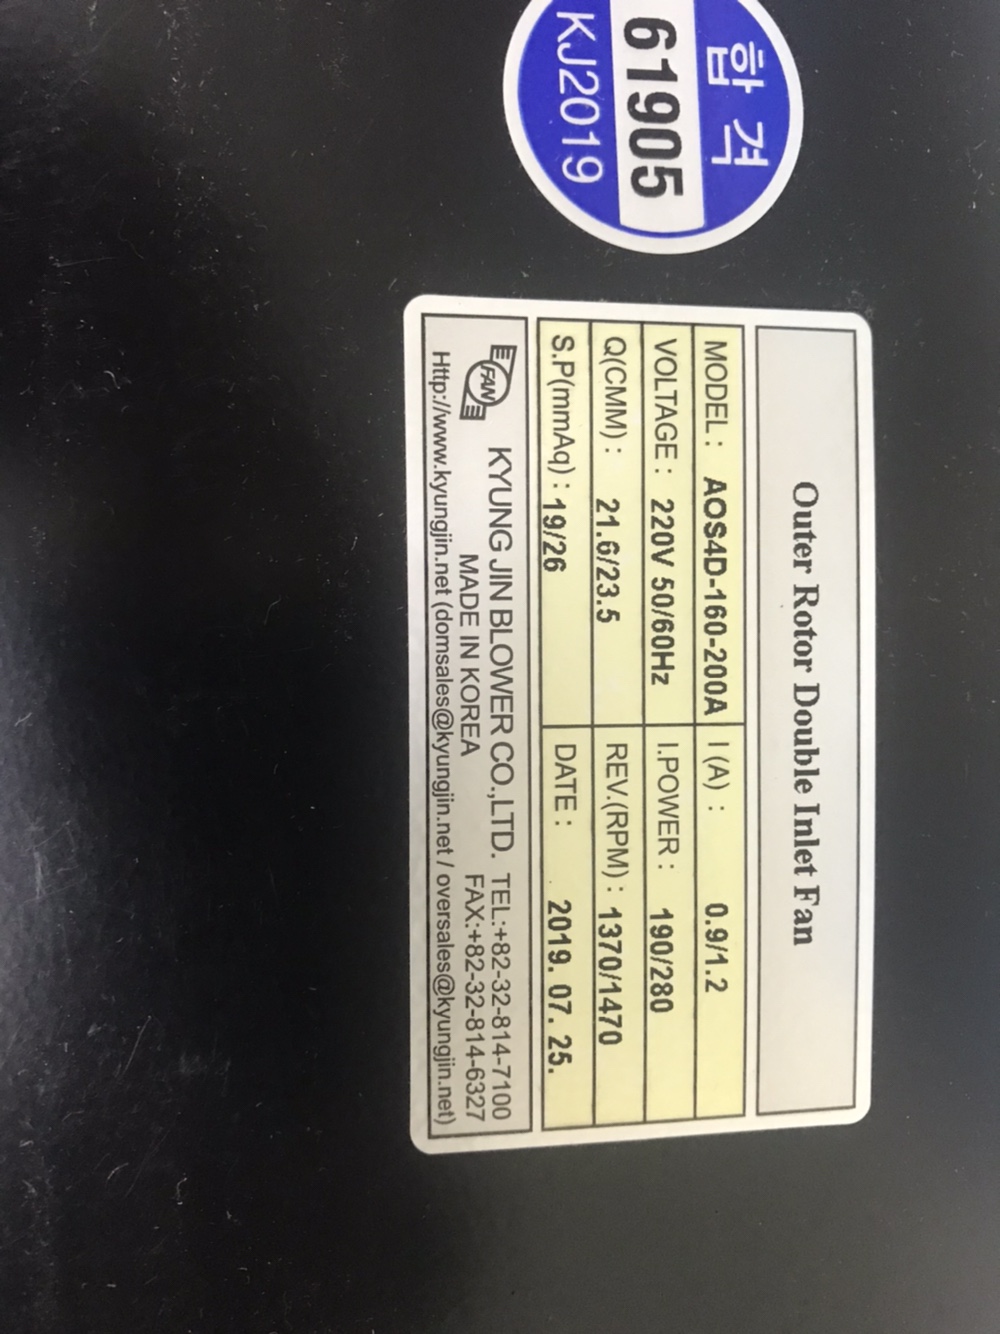 합격
61905
KJ2019
Outer Rotor Double Inlet Fan
MODEL : AOS4D-160-200A I (A) : 0.9/1.2
VOLTAGE : 220V 50/60Hz I.POWER : 190/280
Q(CMM) : 21.6/23.5 REV.(RPM) : 1370/1470
S.P(mmAq) : 19/26 DATE : 2019. 07. 25.
FAN KYUNG JIN BLOWER CO.,LTD. TEL:+82-32-814-7100
MADE IN KOREA FAX:+82-32-814-6327
Http://www.kyungjin.net (domsales@kyungjin.net / oversales@kyungjin.net)